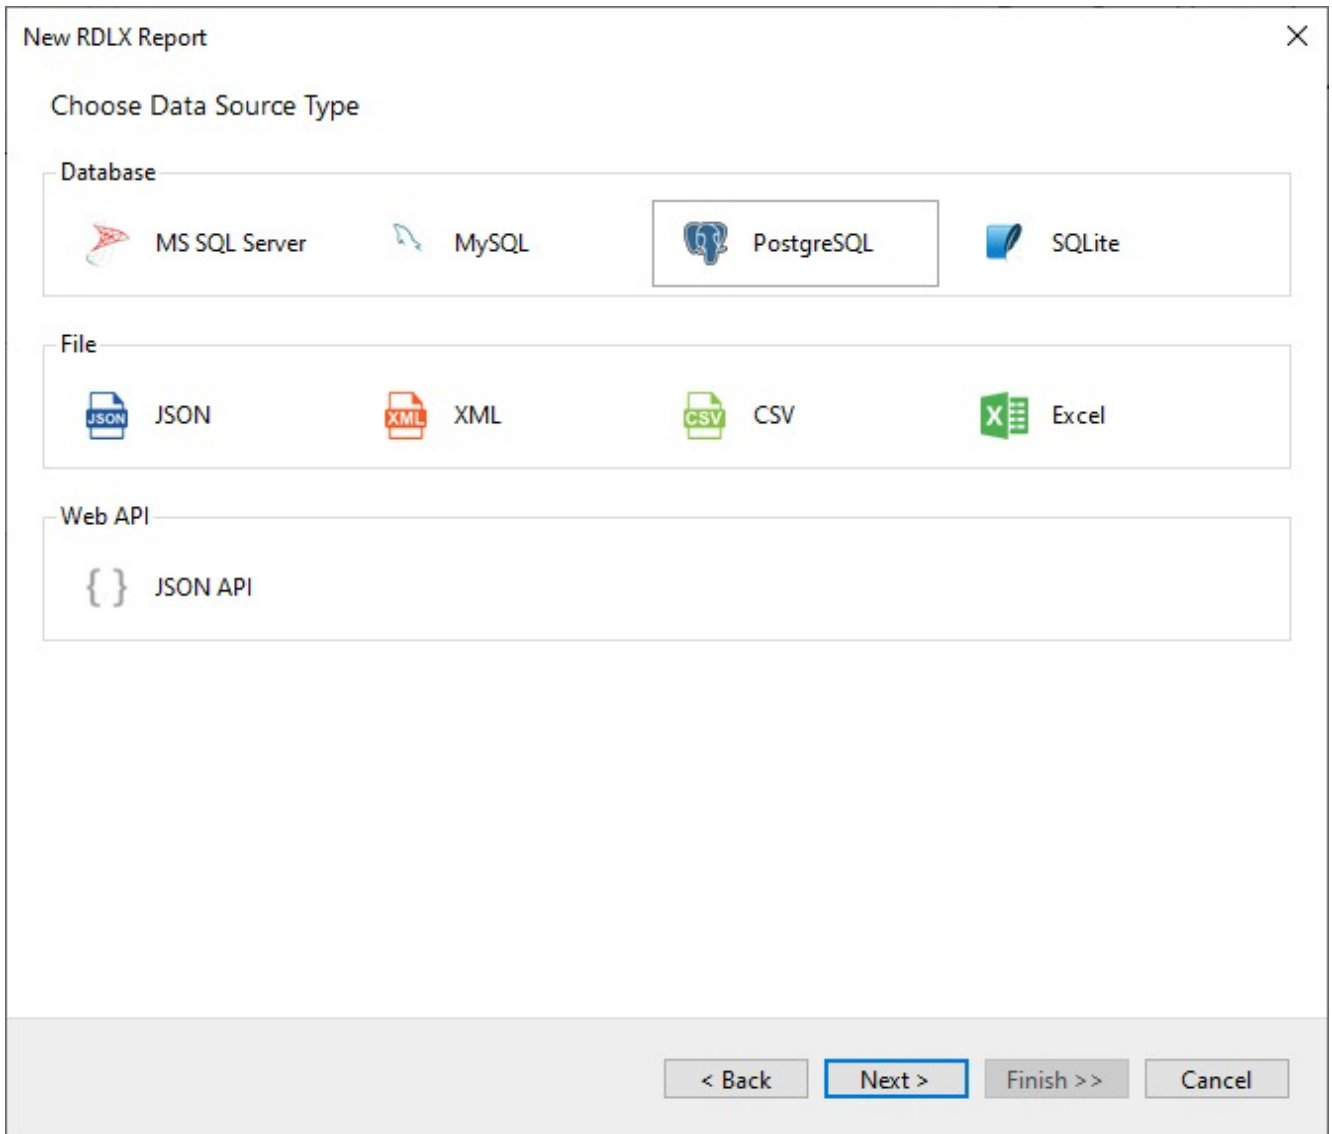 New RDLX Report
Choose Data Source Type
Database
MS SQL Server MySQL PostgreSQL SQLite
File
JSON JSON XML XML CSV CSV X Excel
Web API
{ } JSON API
< Back Next > Finish >> Cancel